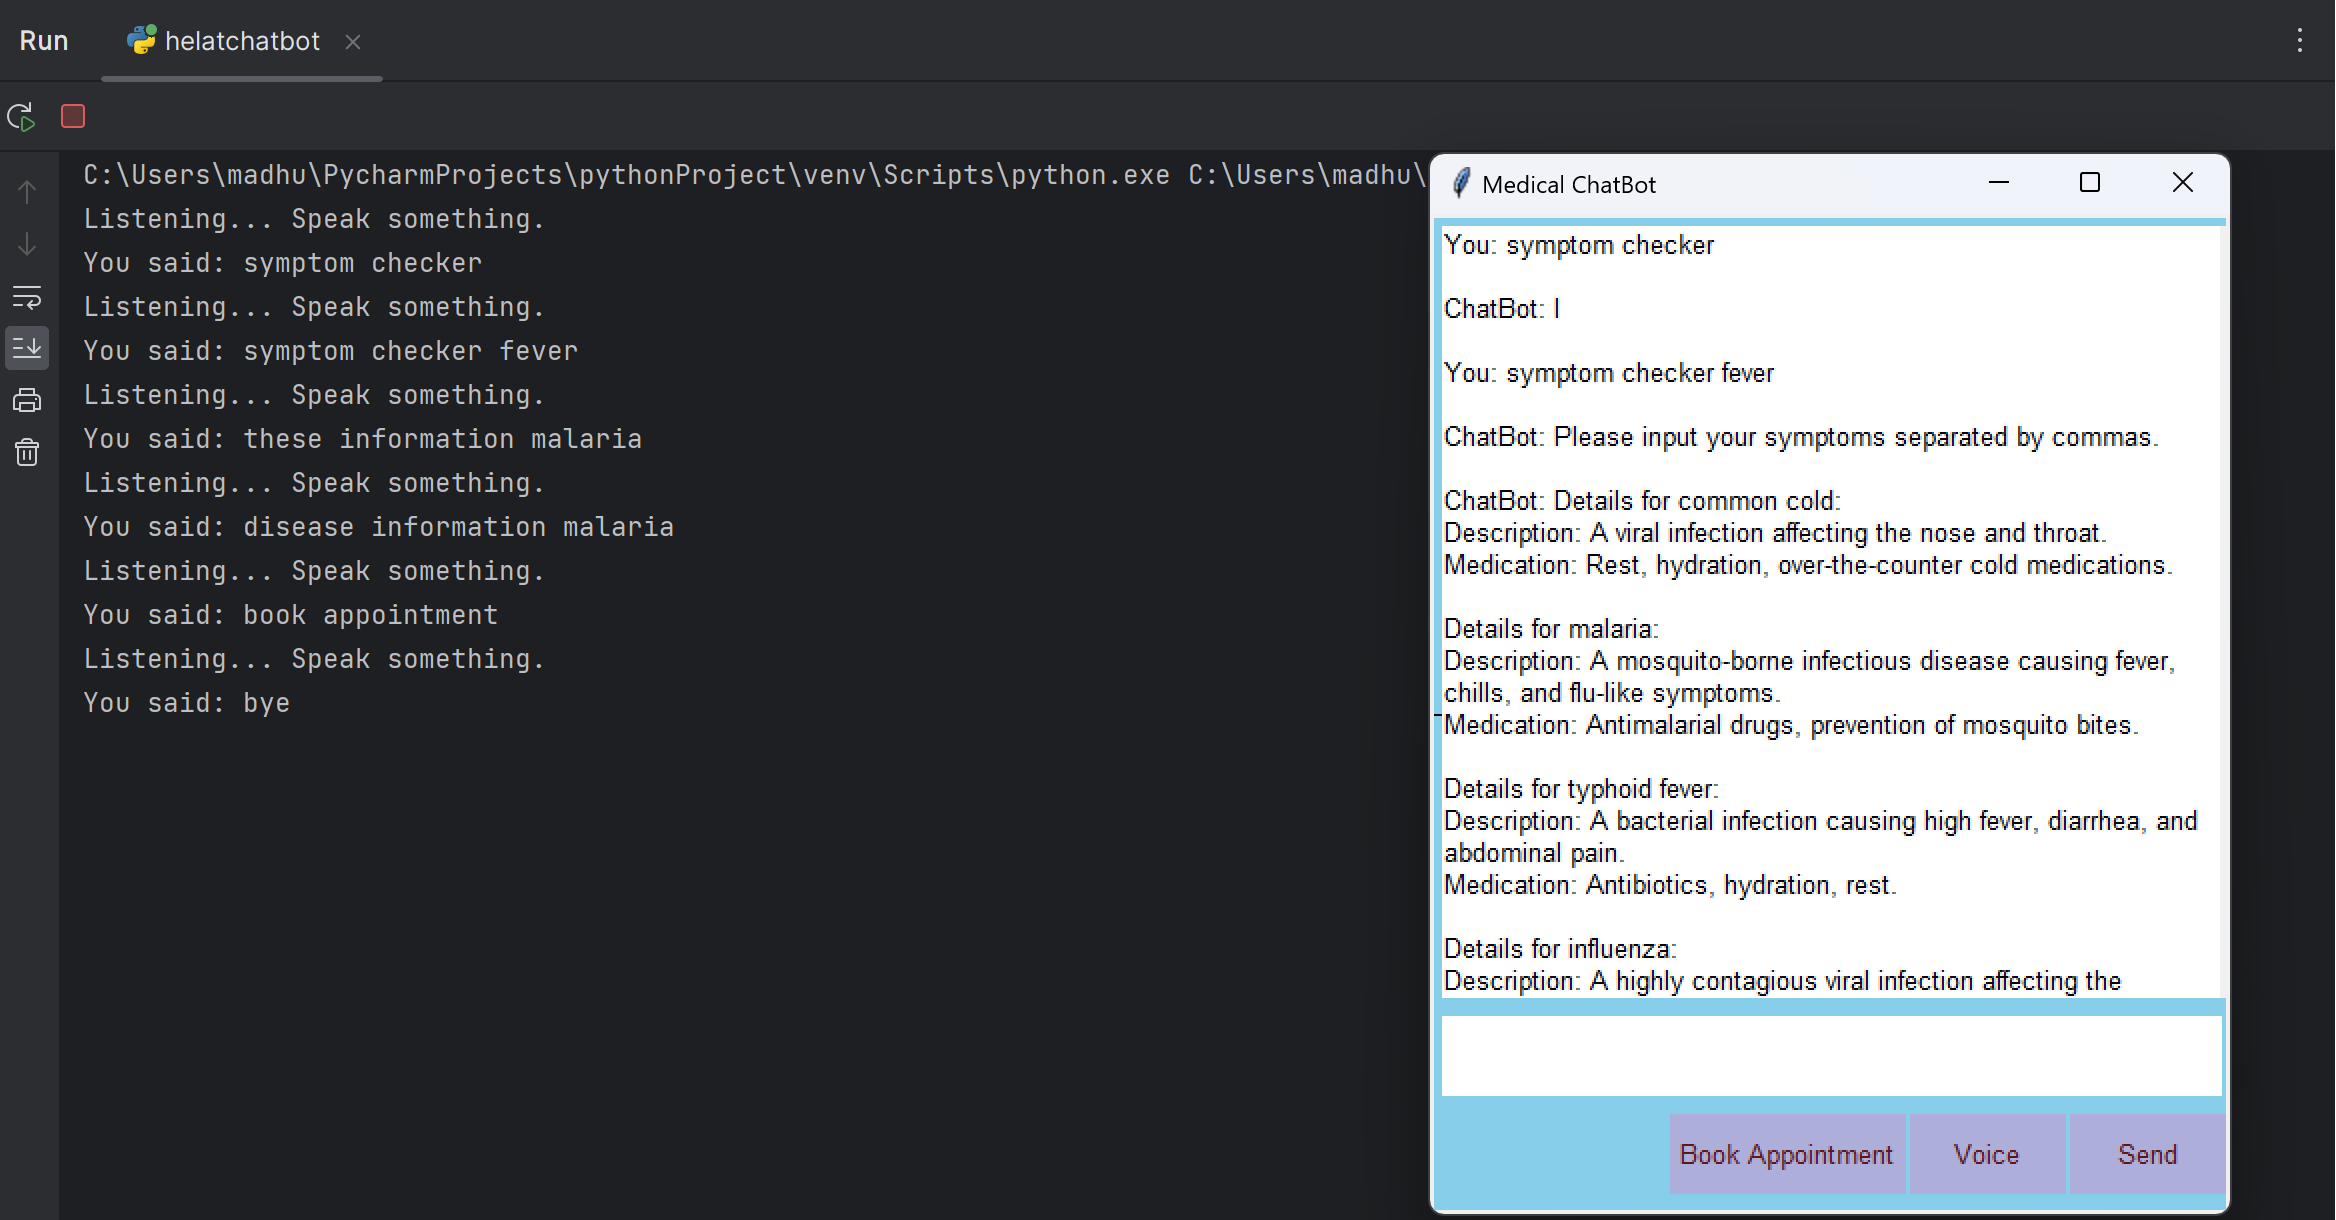 Run
helatchatbot
C:\Users\madhu\PycharmProjects\pythonProject\venv\Scripts\python.exe C:\Users\madhu\
Listening... Speak something.
You said: symptom checker
Listening... Speak something.
You said: symptom checker fever
Listening... Speak something.
You said: these information malaria
Listening... Speak something.
You said: disease information malaria
Listening... Speak something.
You said: book appointment
Listening... Speak something.
You said: bye
Medical ChatBot
You: symptom checker
ChatBot: I
You: symptom checker fever
ChatBot: Please input your symptoms separated by commas.
ChatBot: Details for common cold:
Description: A viral infection affecting the nose and throat.
Medication: Rest, hydration, over-the-counter cold medications.
Details for malaria:
Description: A mosquito-borne infectious disease causing fever,
chills, and flu-like symptoms.
Medication: Antimalarial drugs, prevention of mosquito bites.
Details for typhoid fever:
Description: A bacterial infection causing high fever, diarrhea, and
abdominal pain.
Medication: Antibiotics, hydration, rest.
Details for influenza:
Description: A highly contagious viral infection affecting the
Book Appointment
Voice
Send